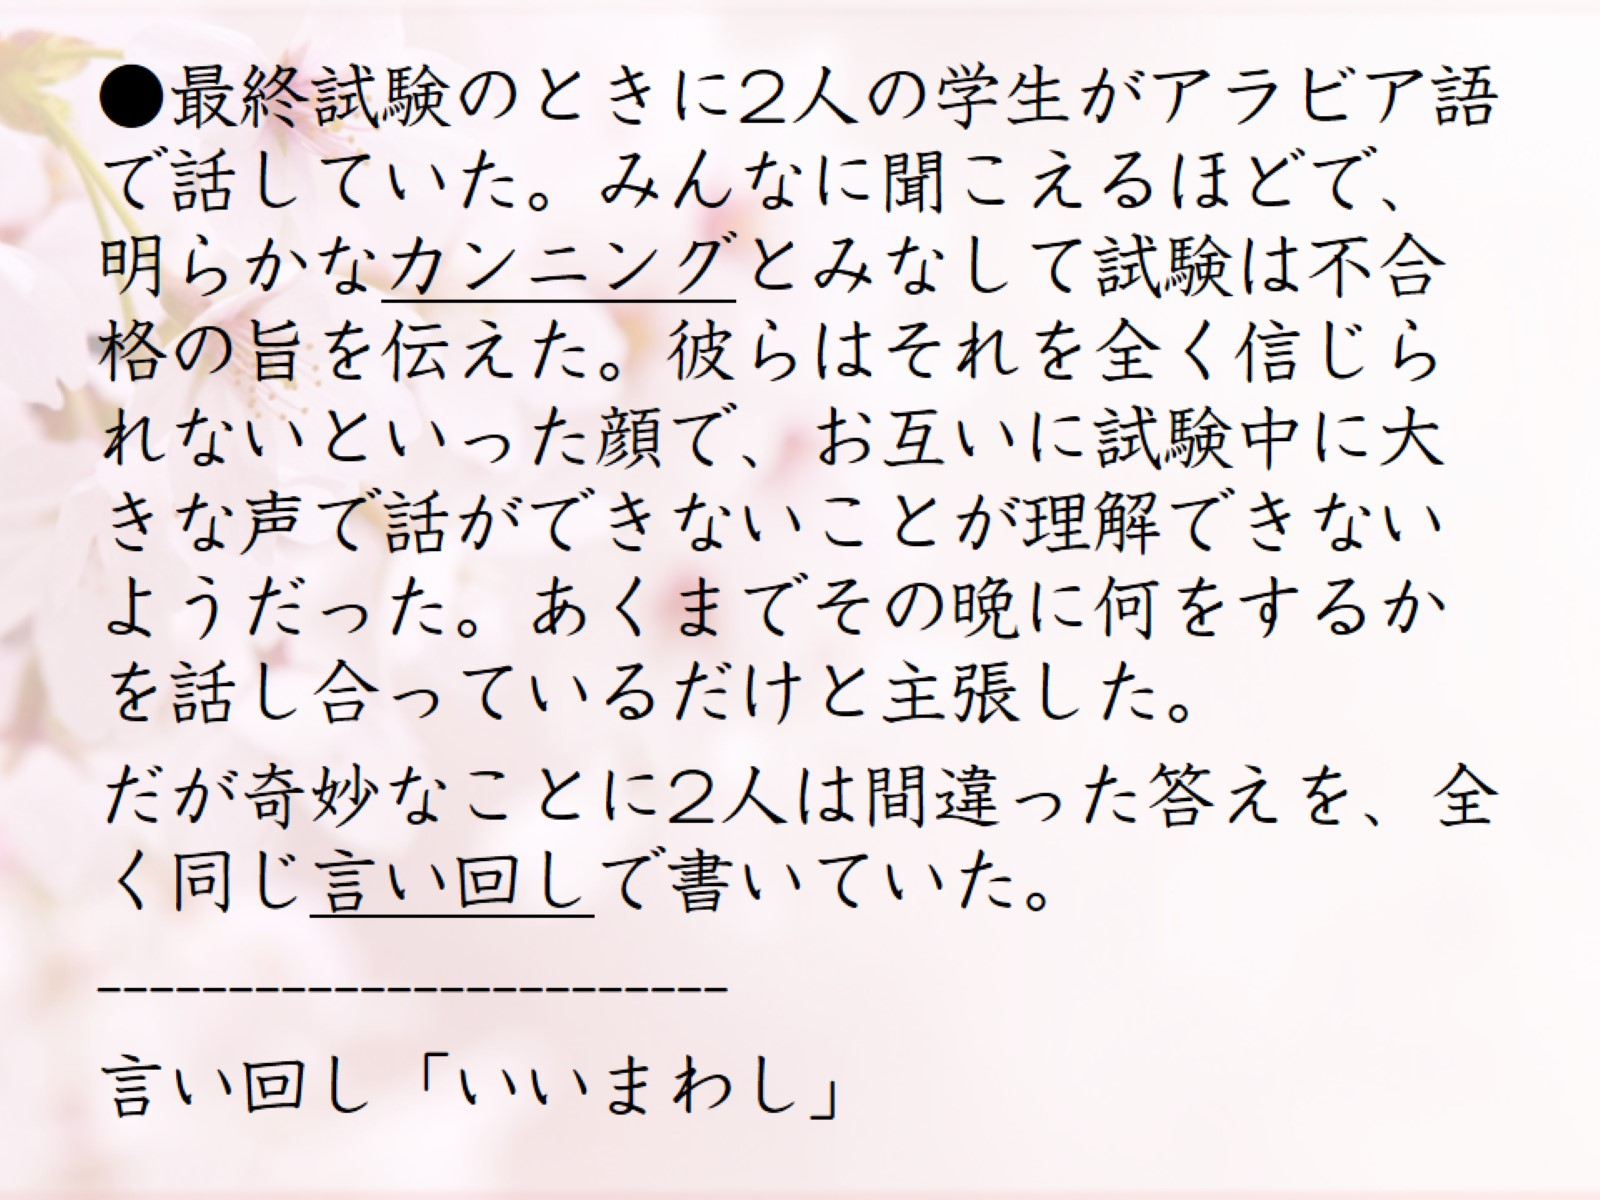 ●最終試験のときに2人の学生がアラビア語
で話していた。みんなに聞こえるほどで、
明らかなカンニングとみなして試験は不合
格の旨を伝えた。彼らはそれを全く信じら
れないといった顔で、お互いに試験中に大
きな声で話ができないことが理解できない
ようだった。あくまでその晩に何をするか
を話し合っているだけと主張した。
だが奇妙なことに2人は間違った答えを、全
く同じ言い回しで書いていた。
------------------------
言い回し「いいまわし」